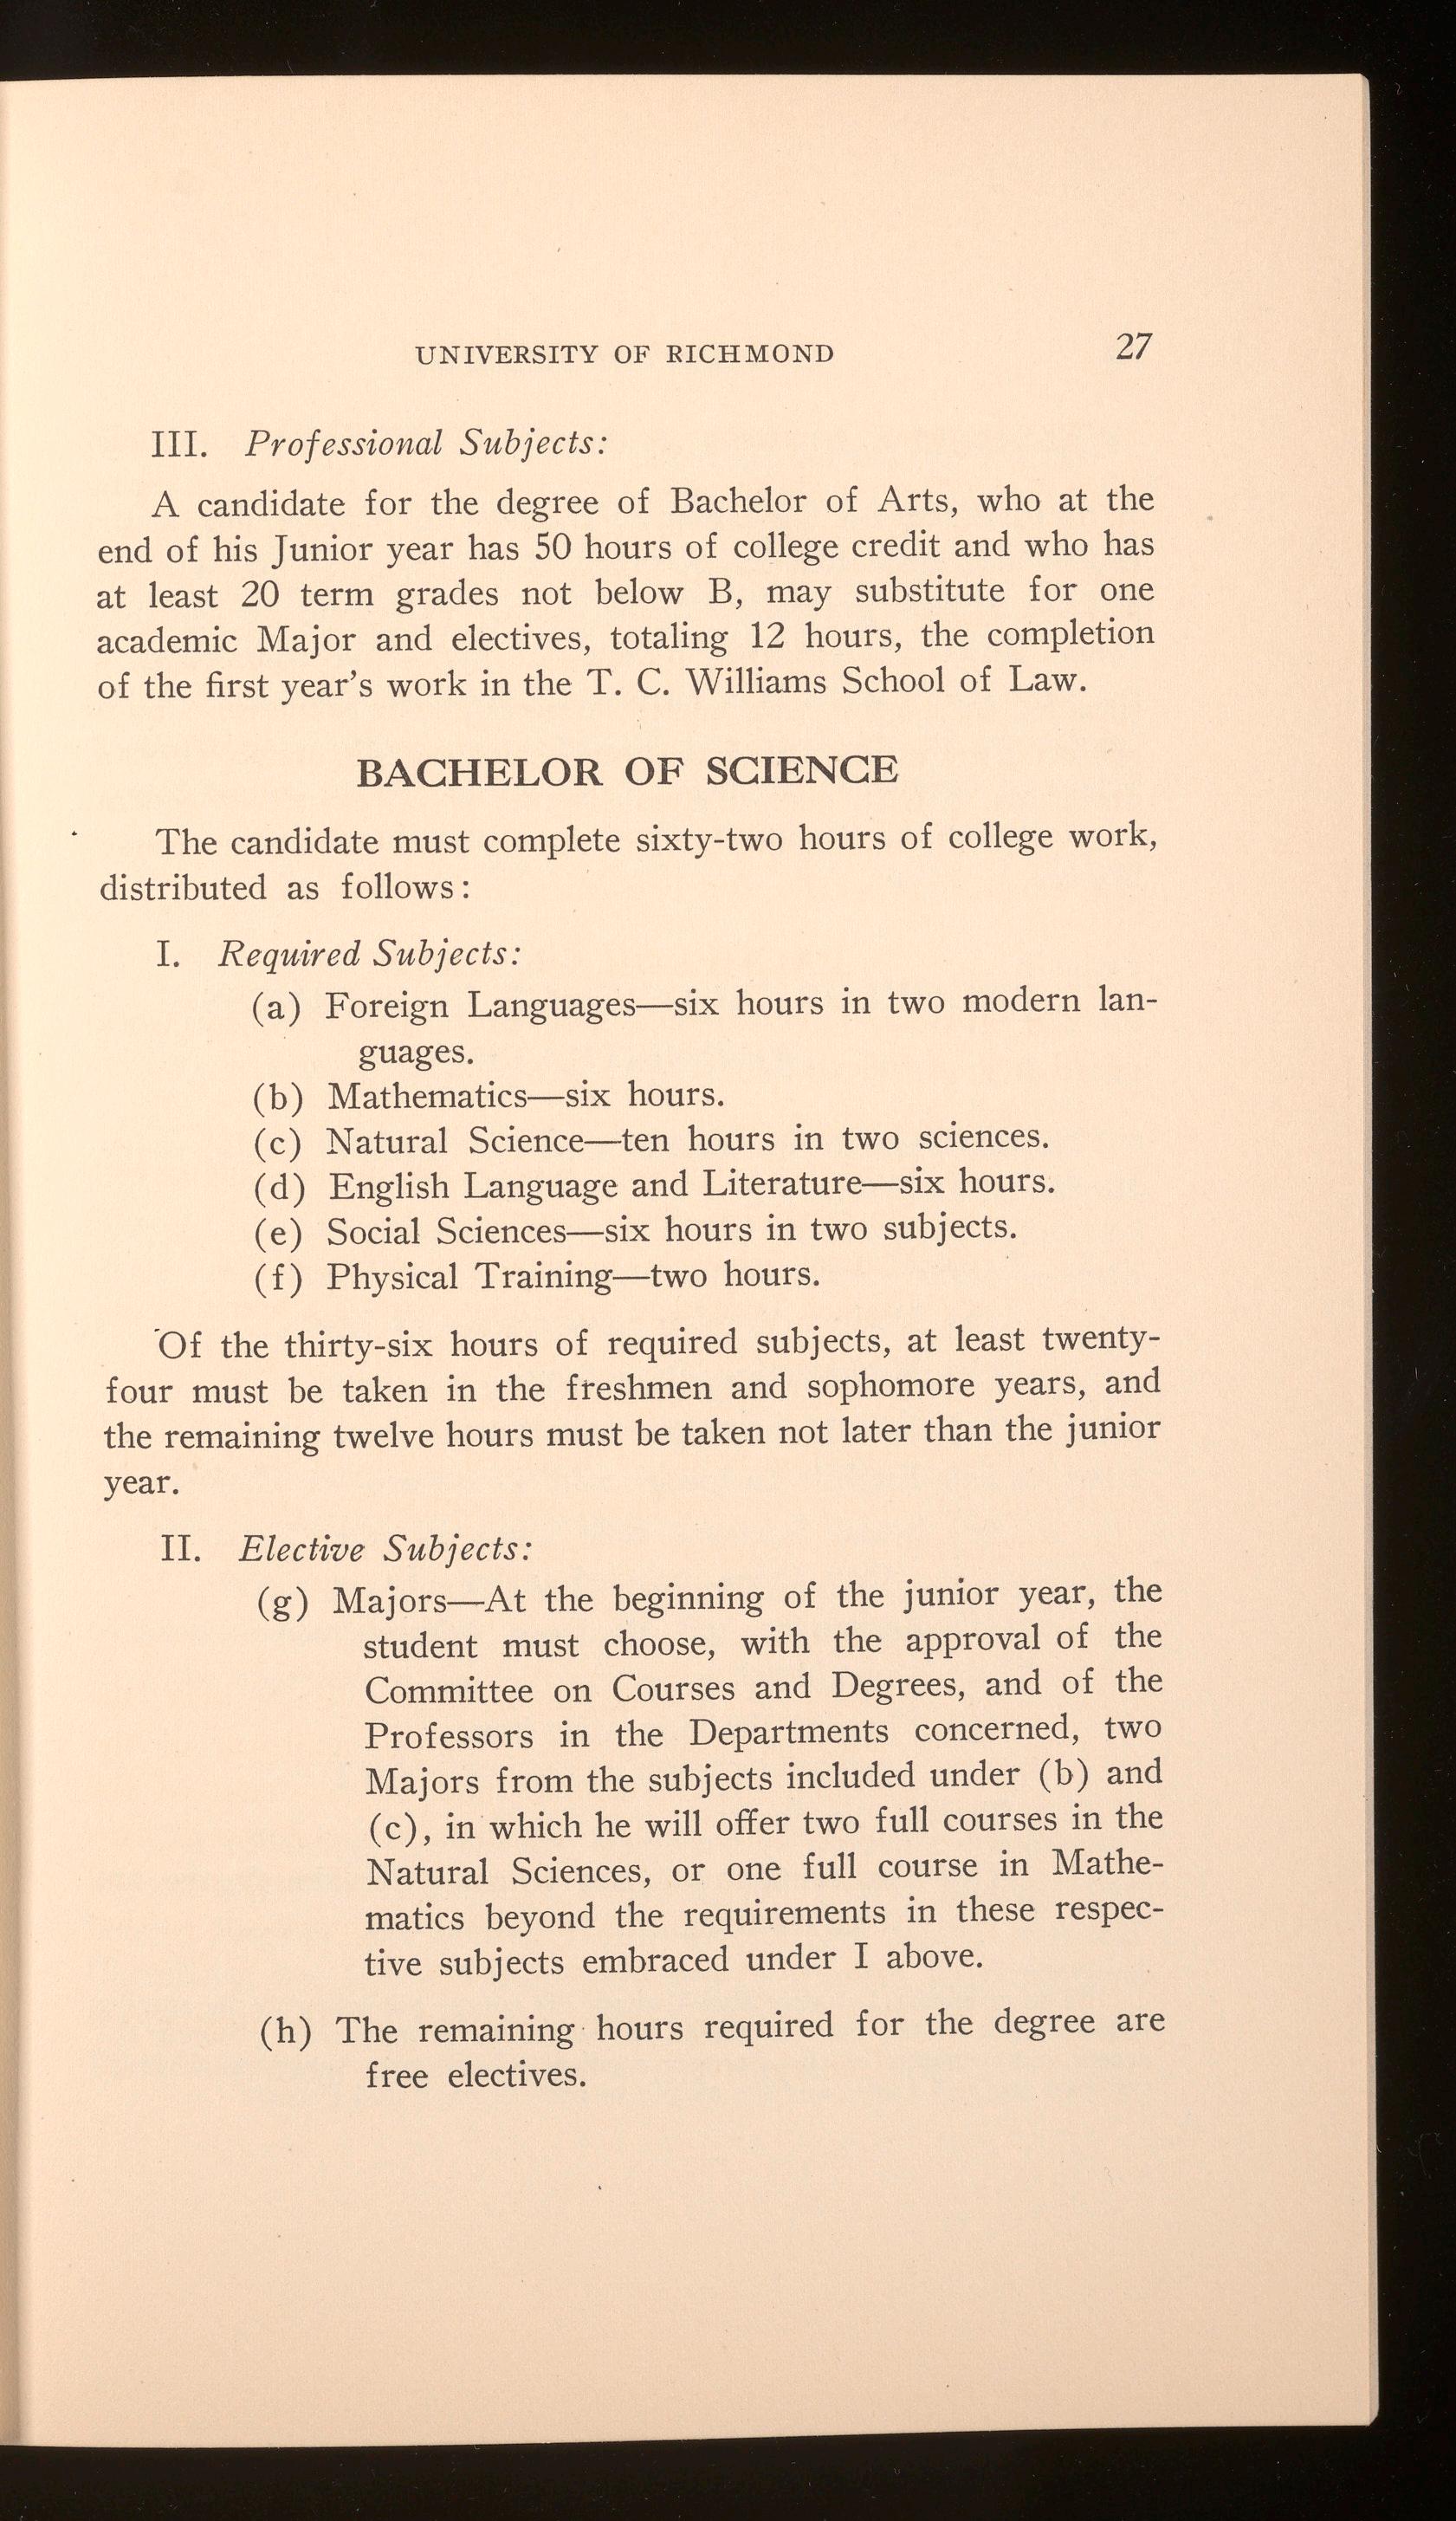 UNIVERSITY OF RICHMOND 27
III. Professional Subjects:
A candidate for the degree of Bachelor of Arts, who at the
end of his Junior year has 50 hours of college credit and who has
at least 20 term grades not below B, may substitute for one
academic Major and electives, totaling 12 hours, the completion
of the first year's work in the T. C. Williams School of Law.
BACHELOR OF SCIENCE
The candidate must complete sixty-two hours of college work,
distributed as follows:
I. Required Subjects:
(a) Foreign Languages—six hours in two modern lan-
guages.
(b) Mathematics—six hours.
(c) Natural Science—ten hours in two sciences.
(d) English Language and Literature—six hours.
(e) Social Sciences—six hours in two subjects.
(f) Physical Training—two hours.
Of the thirty-six hours of required subjects, at least twenty-
four must be taken in the freshmen and sophomore years, and
the remaining twelve hours must be taken not later than the junior
year.
II. Elective Subjects:
(g) Majors—At the beginning of the junior year, the
student must choose, with the approval of the
Committee on Courses and Degrees, and of the
Professors in the Departments concerned, two
Majors from the subjects included under (b) and
(c), in which he will offer two full courses in the
Natural Sciences, or one full course in Mathe-
matics beyond the requirements in these respec-
tive subjects embraced under I above.
(h) The remaining hours required for the degree are
free electives.